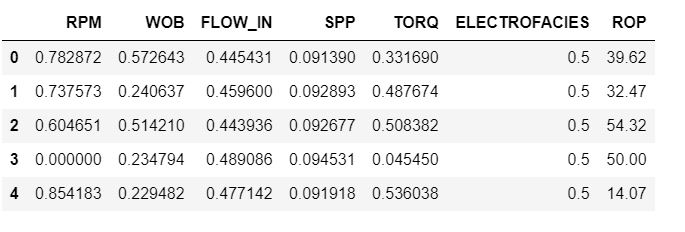 RPM WOB FLOW_IN SPP TORQ ELECTROFACIES ROP
0 0.782872 0.572643 0.445431 0.091390 0.331690 0.5 39.62
1 0.737573 0.240637 0.459600 0.092893 0.487674 0.5 32.47
2 0.604651 0.514210 0.443936 0.092677 0.508382 0.5 54.32
3 0.000000 0.234794 0.489086 0.094531 0.045450 0.5 50.00
4 0.854183 0.229482 0.477142 0.091918 0.536038 0.5 14.07